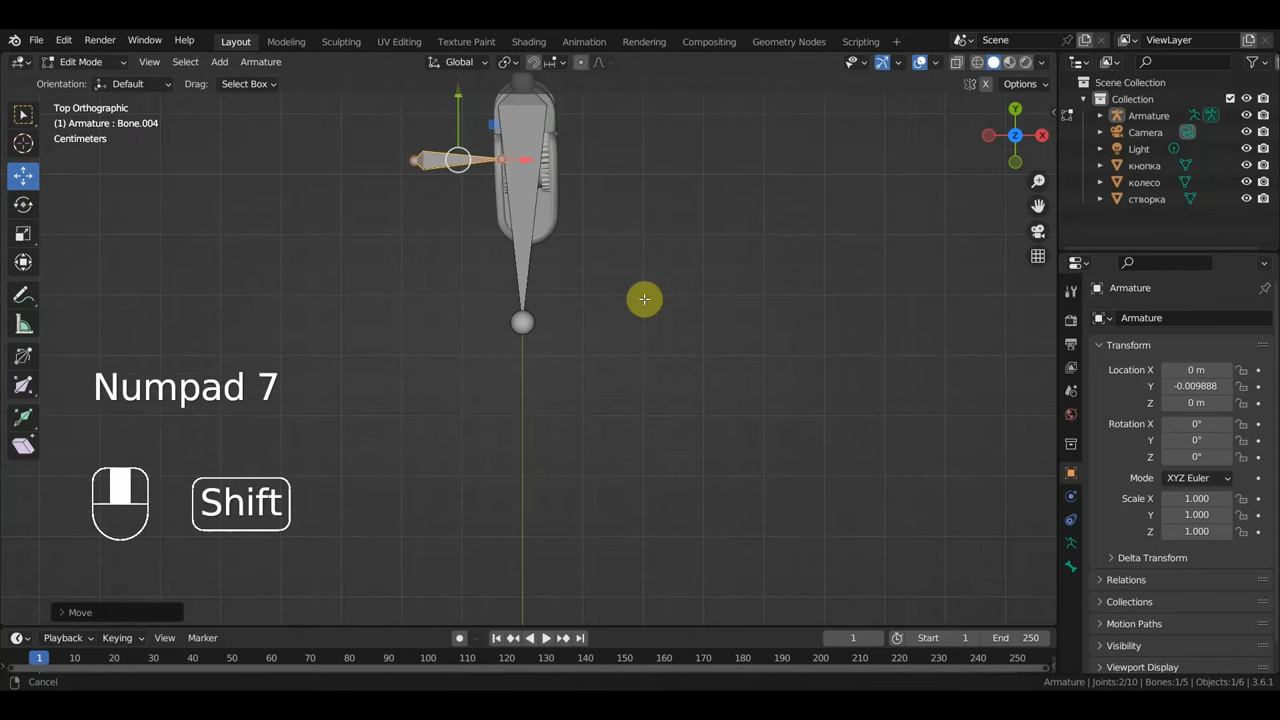 File Edit Render Window Help Layout Modeling Sculpting UV Editing Texture Paint Shading Animation Rendering Compositing Geometry Nodes Scripting + Scene ViewLayer
Edit Mode View Select Add Armature Global
Orientation: Default Drag: Select Box X Options
Top Orthographic
(1) Armature : Bone.004
Centimeters
Y
Z
X
Scene Collection
Collection
Armature
Camera
Light
кнопка
колесо
створка
Armature
Armature
Transform
Location X 0 m
Y -0.009888
Z 0 m
Rotation X 0°
Y 0°
Z 0°
Mode XYZ Euler
Scale X 1.000
Y 1.000
Z 1.000
Delta Transform
Relations
Collections
Motion Paths
Visibility
Viewport Display
Numpad 7
Shift
Move
Playback Keying View Marker 1 Start 1 End 250
1 10 20 30 40 50 60 70 80 90 100 110 120 130 140 150 160 170 180 190 200 210 220 230 240 250
Cancel
Armature | Joints:2/10 | Bones:1/5 | Objects:1/6 | 3.6.1